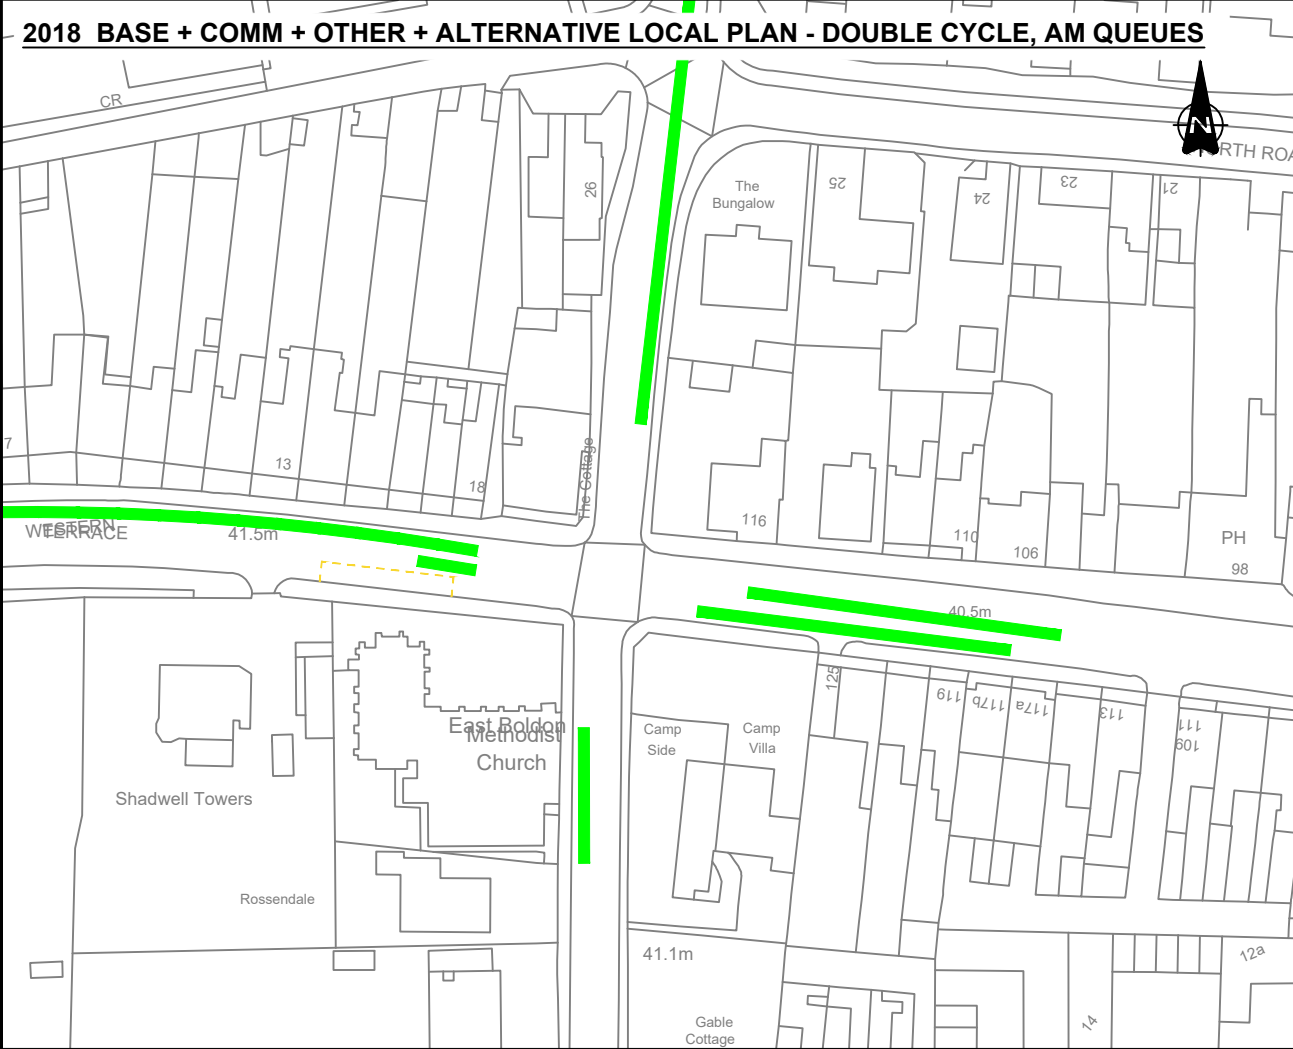 2018 BASE + COMM + OTHER + ALTERNATIVE LOCAL PLAN - DOUBLE CYCLE, AM QUEUES
CR
N
RTH ROA
26
The
Bungalow
25
24
23
21
7
13
18
The Cottage
WESTERN
TERRACE
41.5m
116
110
106
PH
98
40.5m
125
119
117b
117a
113
111
109
East Boldon
Methodist
Church
Camp
Side
Camp
Villa
Shadwell Towers
Rossendale
41.1m
12a
14
Gable
Cottage